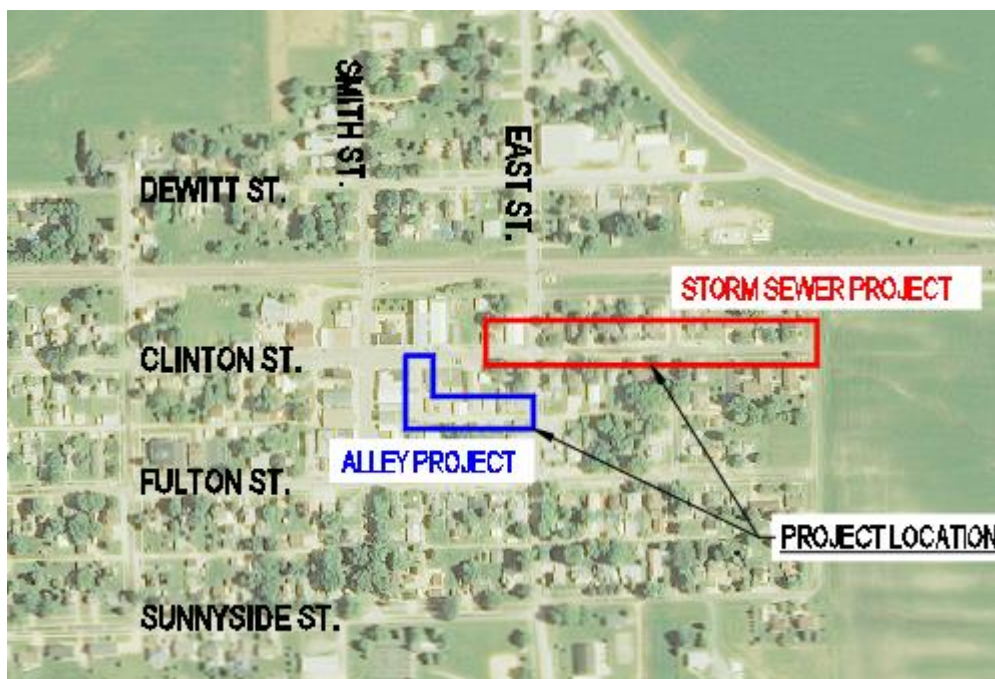 SMITH ST.
EAST ST.
DEWITT ST.
STORM SEWER PROJECT
CLINTON ST.
ALLEY PROJECT
FULTON ST.
PROJECT LOCATION
SUNNYSIDE ST.